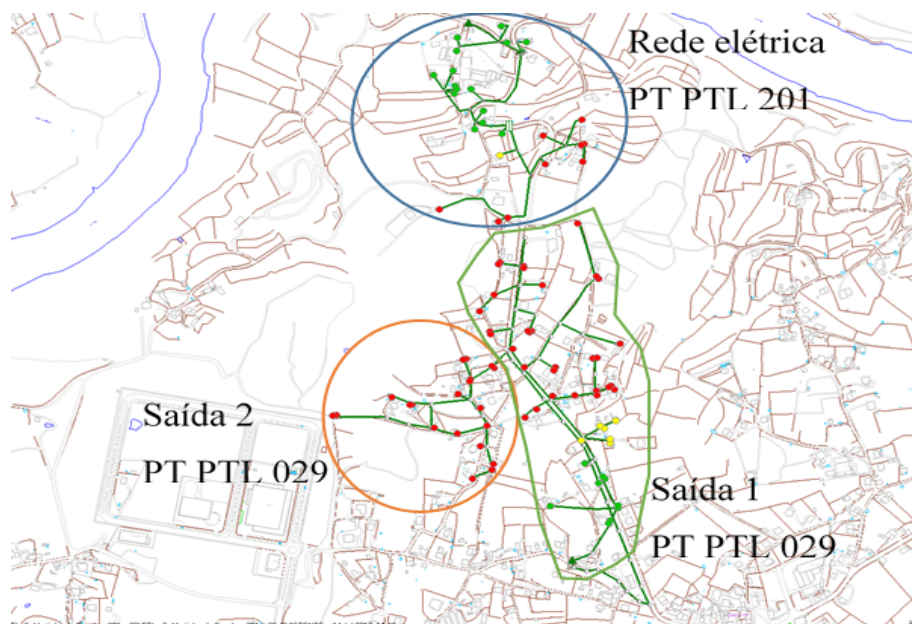 Rede elétrica
PT PTL 201
Saída 2
PT PTL 029
Saída 1
PT PTL 029